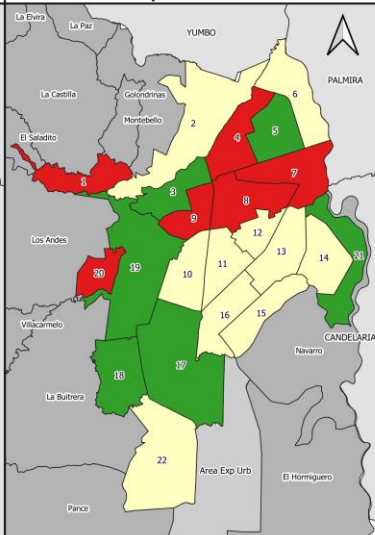 La Elvira
La Paz
YUMBO
PALMIRA
La Castilla
Golondrinas
Montebello
El Saladito
6
2
4
5
1
3
7
8
9
12
Los Andes
20
19
10
11
13
14
21
16
15
Villacarmelo
CANDELARIA
Navarro
17
18
La Buitrera
22
Area Exp Urb
El Hormiguero
Pance